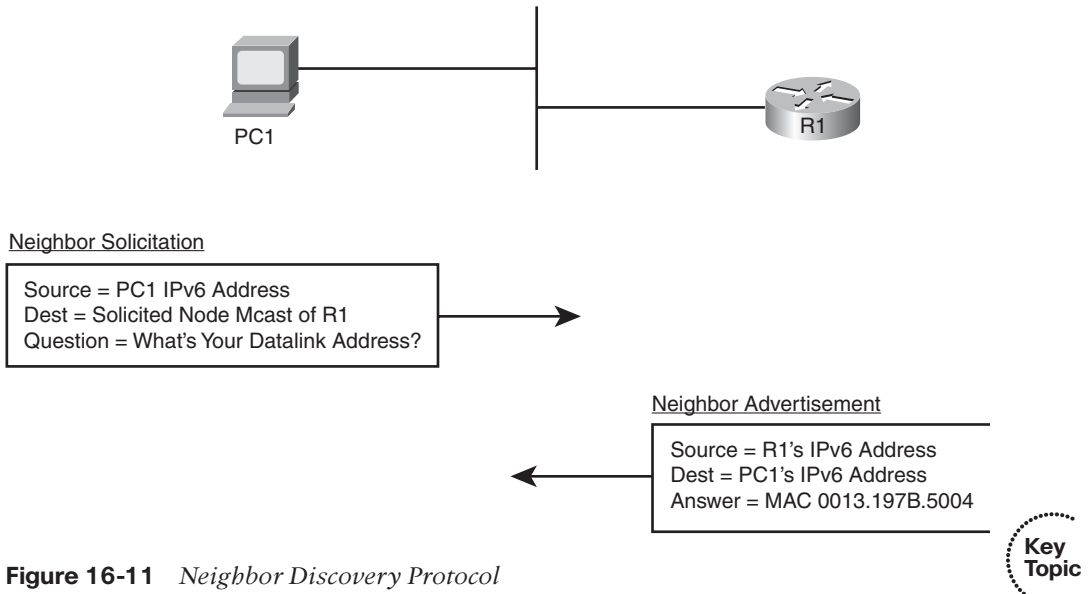 PC1
R1
Neighbor Solicitation
Source = PC1 IPv6 Address
Dest = Solicited Node Mcast of R1
Question = What's Your Datalink Address?
Neighbor Advertisement
Source = R1's IPv6 Address
Dest = PC1's IPv6 Address
Answer = MAC 0013.197B.5004
Key
Topic
Figure 16-11 Neighbor Discovery Protocol